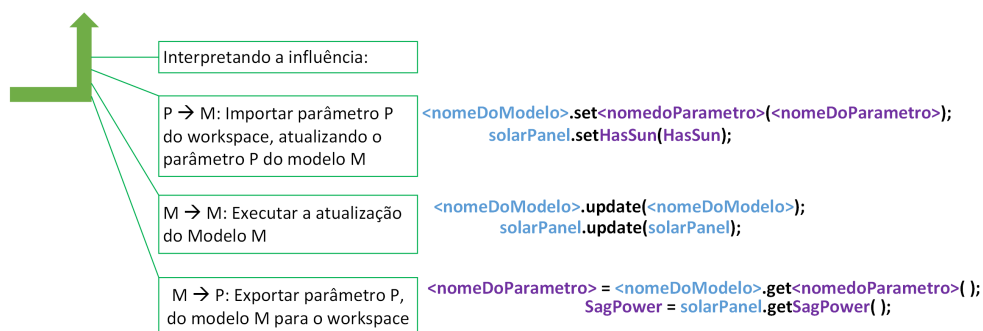 Interpretando a influência:
P → M: Importar parâmetro P
do workspace, atualizando o
parâmetro P do modelo M
<nomeDoModelo>.set<nomedoParametro>(<nomeDoParametro>);
solarPanel.setHasSun(HasSun);
M → M: Executar a atualização
do Modelo M
<nomeDoModelo>.update(<nomeDoModelo>);
solarPanel.update(solarPanel);
M → P: Exportar parâmetro P,
do modelo M para o workspace
<nomeDoParametro> = <nomeDoModelo>.get<nomedoParametro>( );
SagPower = solarPanel.getSagPower( );